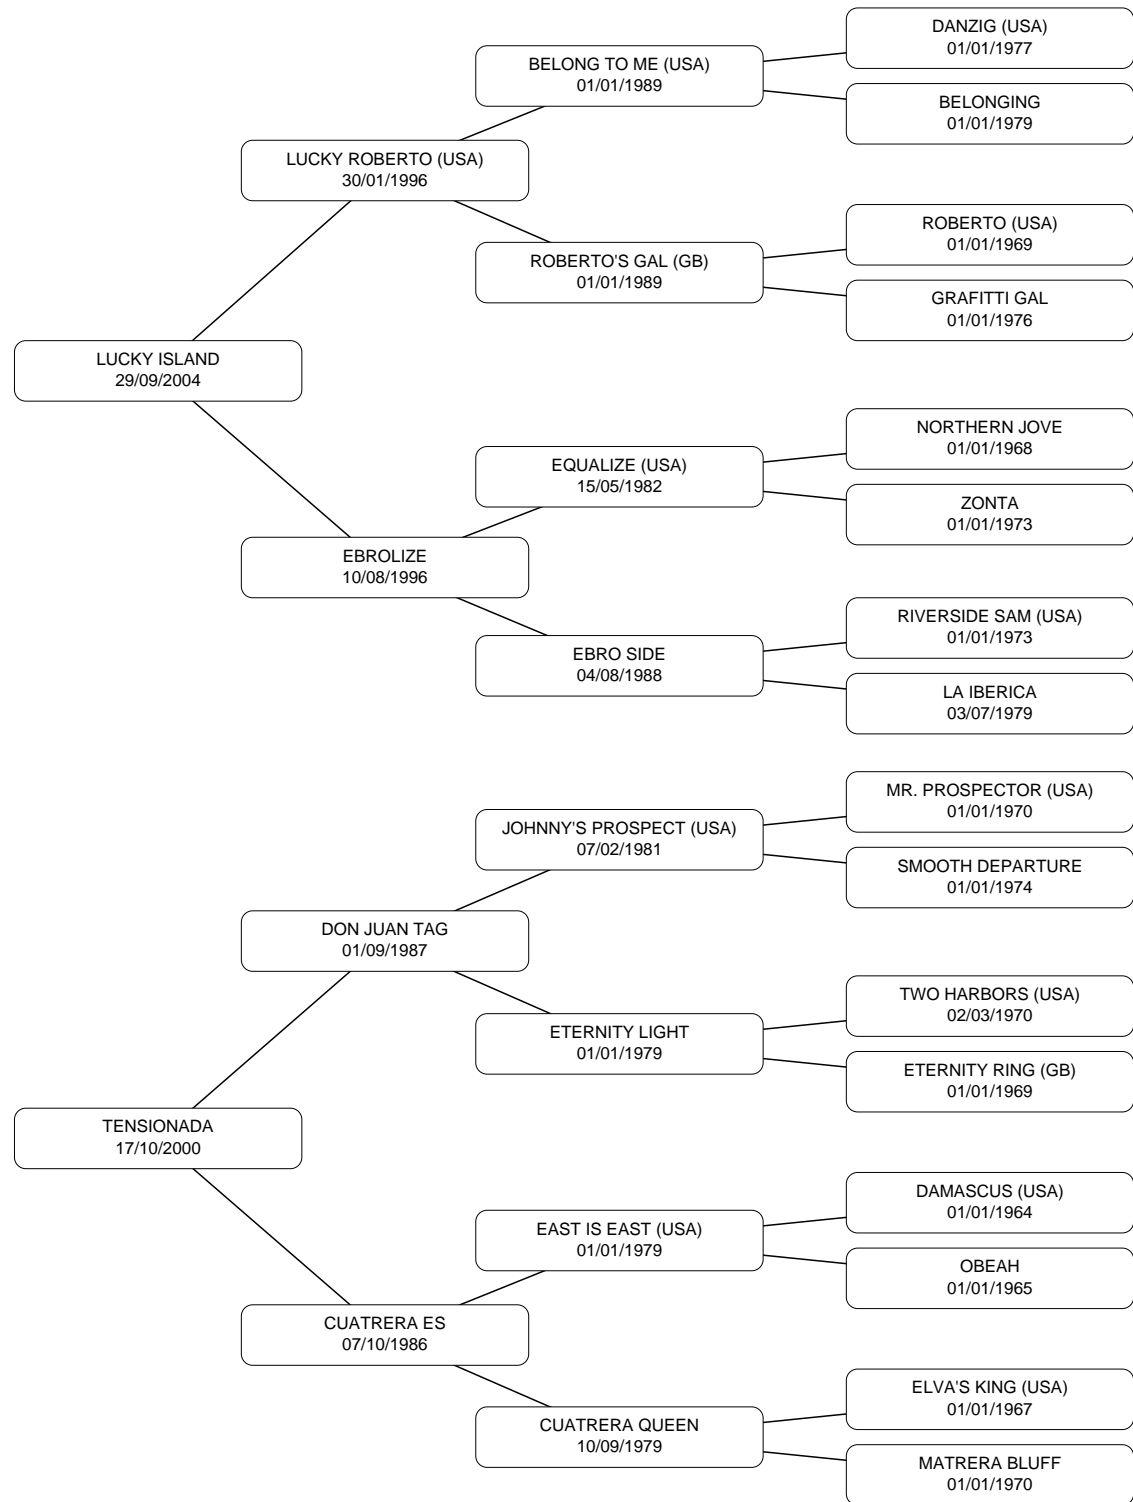 DANZIG (USA)
01/01/1977
BELONG TO ME (USA)
01/01/1989
BELONGING
01/01/1979
LUCKY ROBERTO (USA)
30/01/1996
ROBERTO (USA)
01/01/1969
ROBERTO'S GAL (GB)
01/01/1989
GRAFITTI GAL
01/01/1976
LUCKY ISLAND
29/09/2004
NORTHERN JOVE
01/01/1968
EQUALIZE (USA)
15/05/1982
ZONTA
01/01/1973
EBROLIZE
10/08/1996
RIVERSIDE SAM (USA)
01/01/1973
EBRO SIDE
04/08/1988
LA IBERICA
03/07/1979
MR. PROSPECTOR (USA)
01/01/1970
JOHNNY'S PROSPECT (USA)
07/02/1981
SMOOTH DEPARTURE
01/01/1974
DON JUAN TAG
01/09/1987
TWO HARBORS (USA)
02/03/1970
ETERNITY LIGHT
01/01/1979
ETERNITY RING (GB)
01/01/1969
TENSIONADA
17/10/2000
DAMASCUS (USA)
01/01/1964
EAST IS EAST (USA)
01/01/1979
OBEAH
01/01/1965
CUATRERA ES
07/10/1986
ELVA'S KING (USA)
01/01/1967
CUATRERA QUEEN
10/09/1979
MATRERA BLUFF
01/01/1970